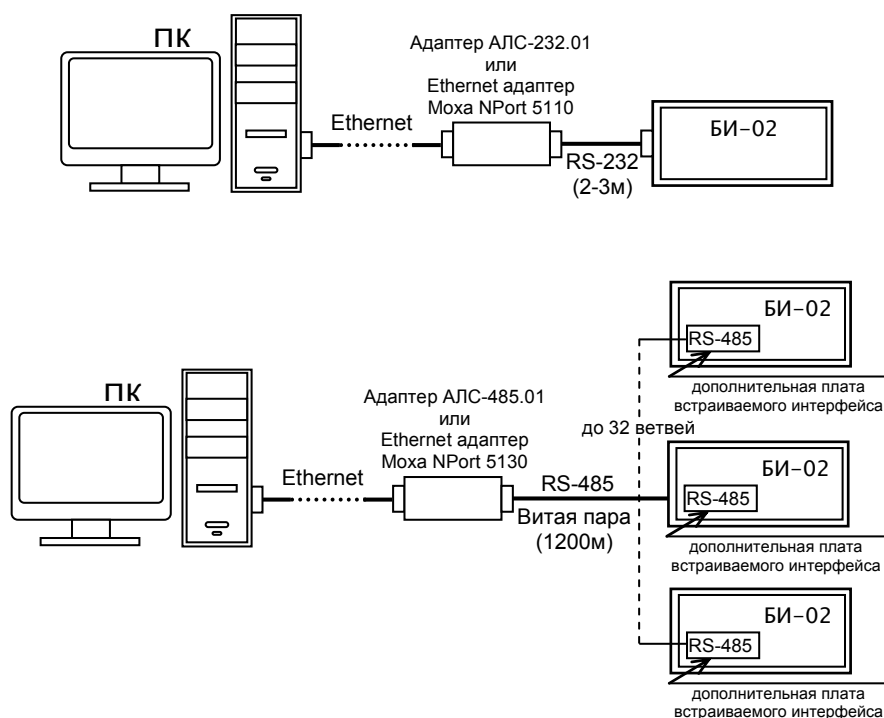 ПК
Адаптер АЛС-232.01
или
Ethernet адаптер
Moxa NPort 5110
Ethernet
RS-232
(2-3м)
БИ-02
БИ-02
RS-485
дополнительная плата
встраиваемого интерфейса
ПК
Адаптер АЛС-485.01
или
Ethernet адаптер
Moxa NPort 5130
Ethernet
до 32 ветвей
RS-485
Витая пара
(1200м)
БИ-02
RS-485
дополнительная плата
встраиваемого интерфейса
БИ-02
RS-485
дополнительная плата
встраиваемого интерфейса